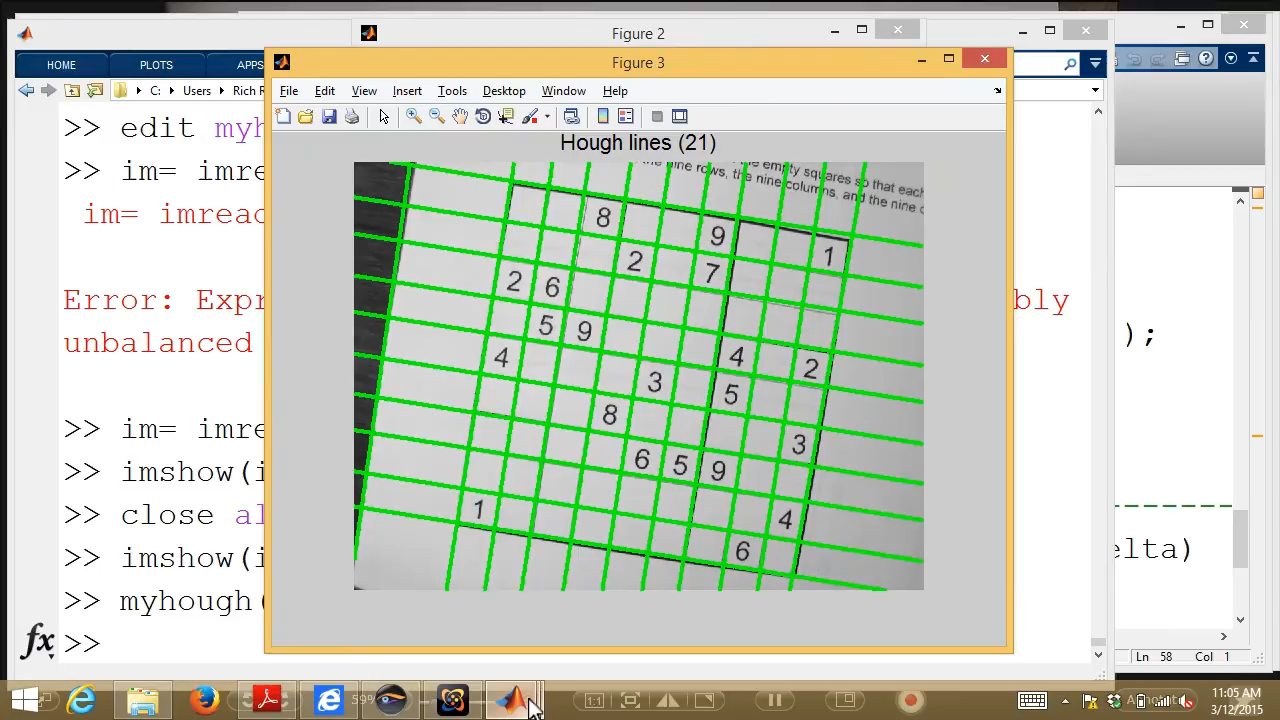 Figure 2
Figure 3
HOME PLOTS APPS
File Edit View Insert Tools Desktop Window Help
C: Users Rich R
Hough lines (21)
the empty squares so that each
the nine rows, the nine columns, and the nine
8 9 1
2 7
2 6
5 9
4 4 2
3 5
8 3
6 5 9
1 4
6
>> edit myh
>> im= imre
im= imread
Error: Expr bly
unbalanced );
>> im= imre
>> imshow(i
>> close al
>> imshow(i elta)
>> myhough(
>>
fx
Ln 58 Col 1
59% 1:1
11:05 AM
3/12/2015